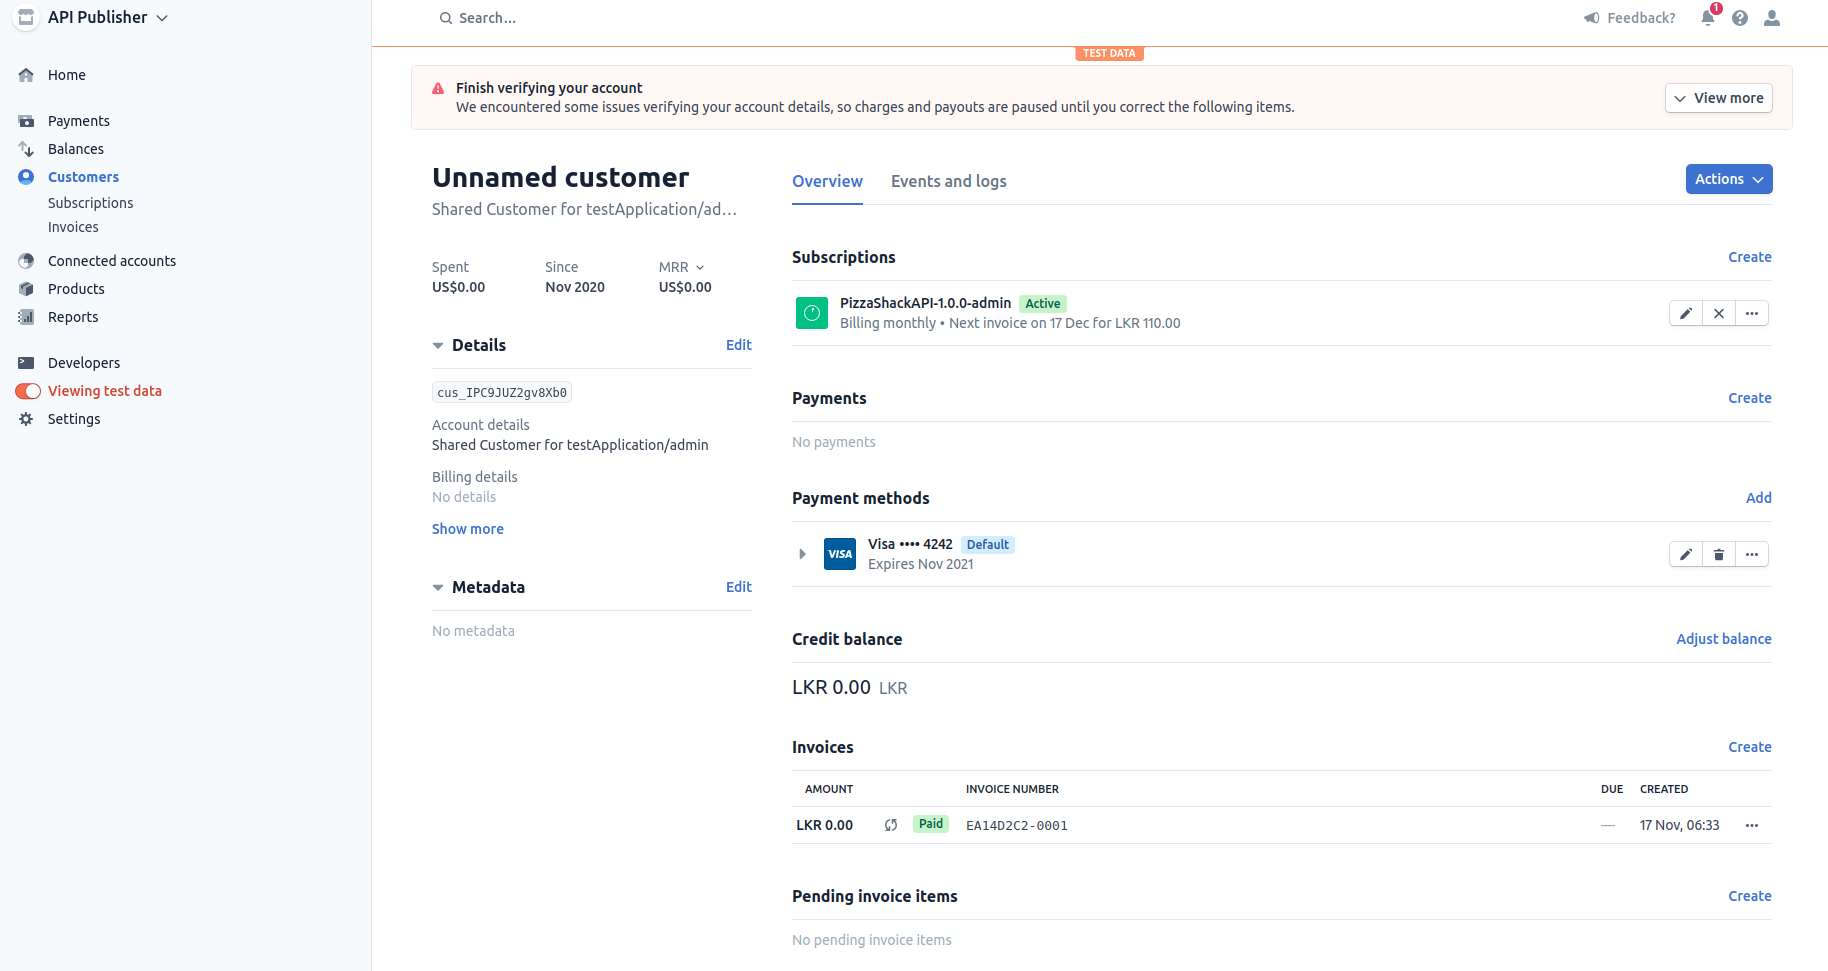 API Publisher
Search...
Feedback?
1
TEST DATA
Home
Payments
Balances
Customers
Subscriptions
Invoices
Connected accounts
Products
Reports
Developers
Viewing test data
Settings
Finish verifying your account
We encountered some issues verifying your account details, so charges and payouts are paused until you correct the following items.
View more
Unnamed customer
Shared Customer for testApplication/ad...
Spent Since MRR
US$0.00 Nov 2020 US$0.00
Details Edit
cus_IPC9JUZ2gv8Xb0
Account details
Shared Customer for testApplication/admin
Billing details
No details
Show more
Metadata Edit
No metadata
Overview Events and logs Actions
Subscriptions Create
PizzaShackAPI-1.0.0-admin Active
Billing monthly • Next invoice on 17 Dec for LKR 110.00
Payments Create
No payments
Payment methods Add
VISA
Visa •••• 4242 Default
Expires Nov 2021
Credit balance Adjust balance
LKR 0.00 LKR
Invoices Create
AMOUNT INVOICE NUMBER DUE CREATED
LKR 0.00 Paid EA14D2C2-0001 — 17 Nov, 06:33
Pending invoice items Create
No pending invoice items